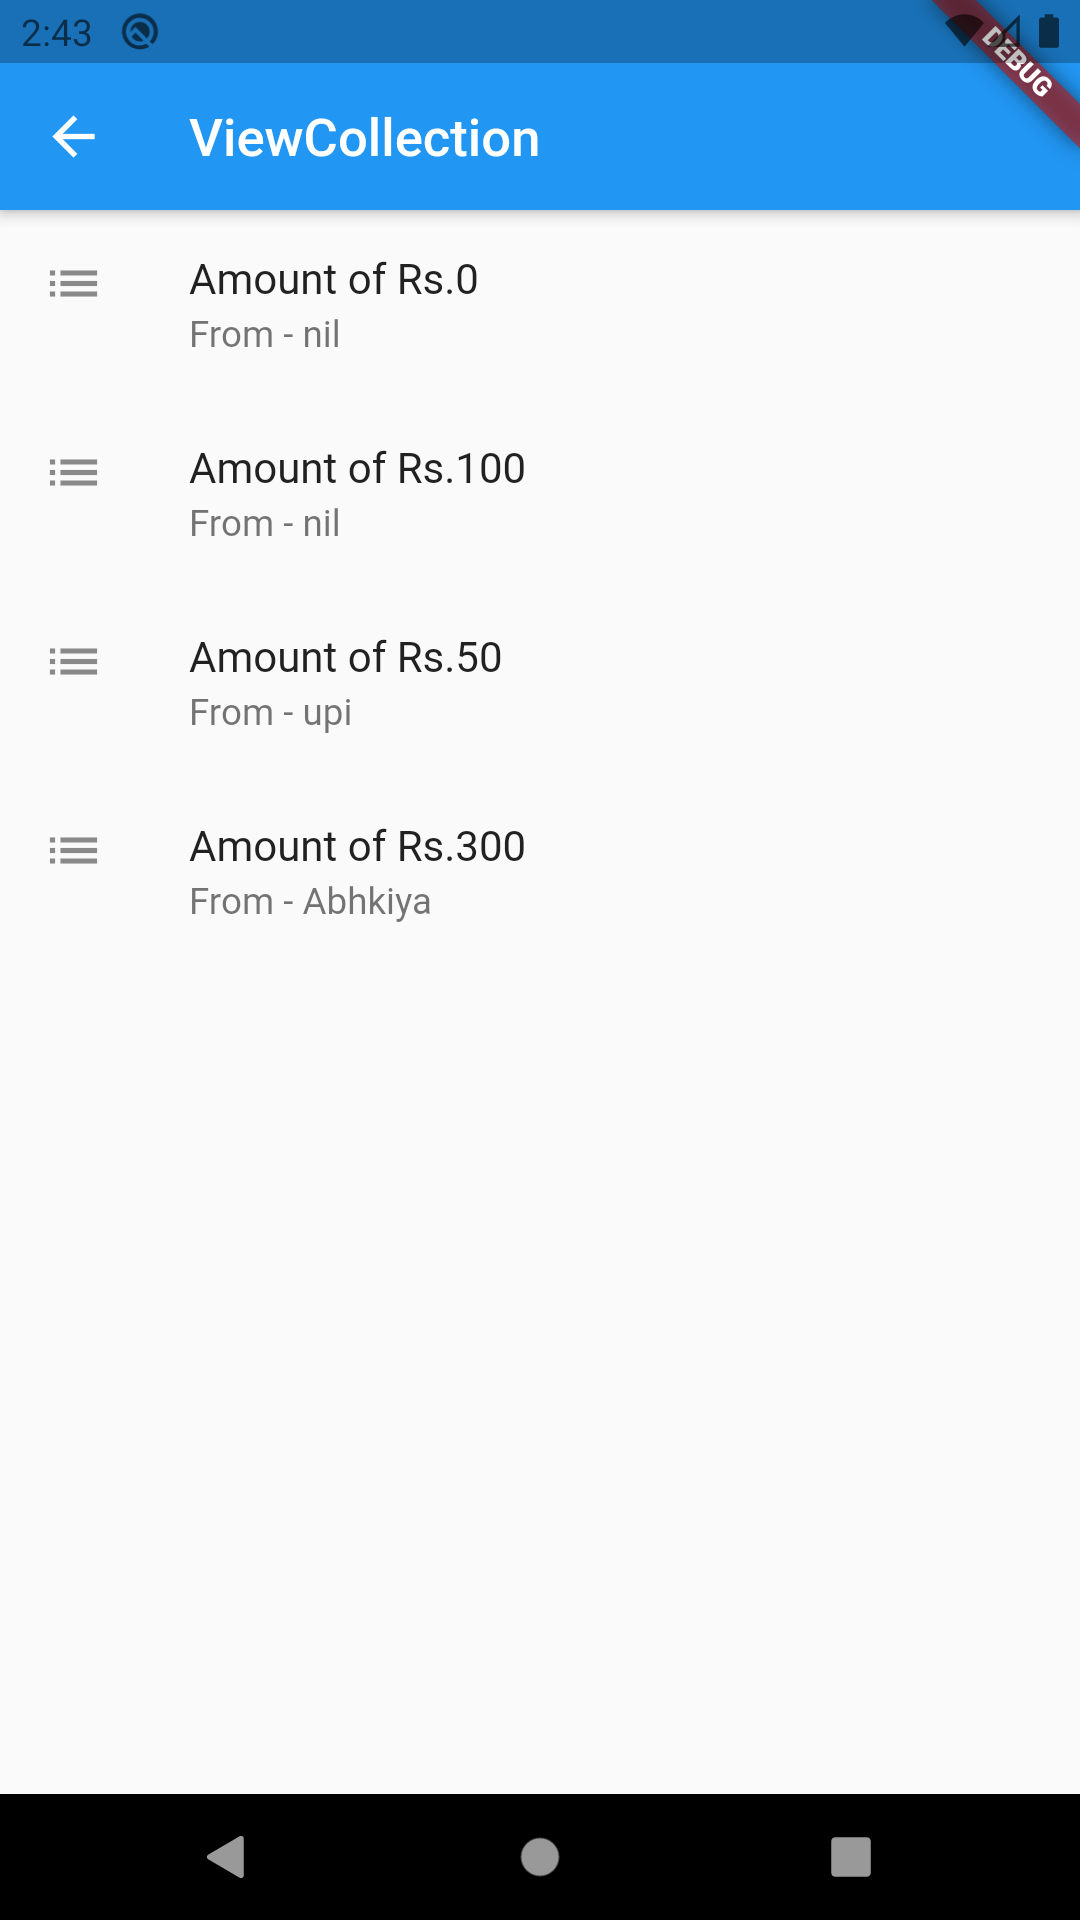 2:43
DEBUG
ViewCollection
Amount of Rs.0
From - nil
Amount of Rs.100
From - nil
Amount of Rs.50
From - upi
Amount of Rs.300
From - Abhkiya